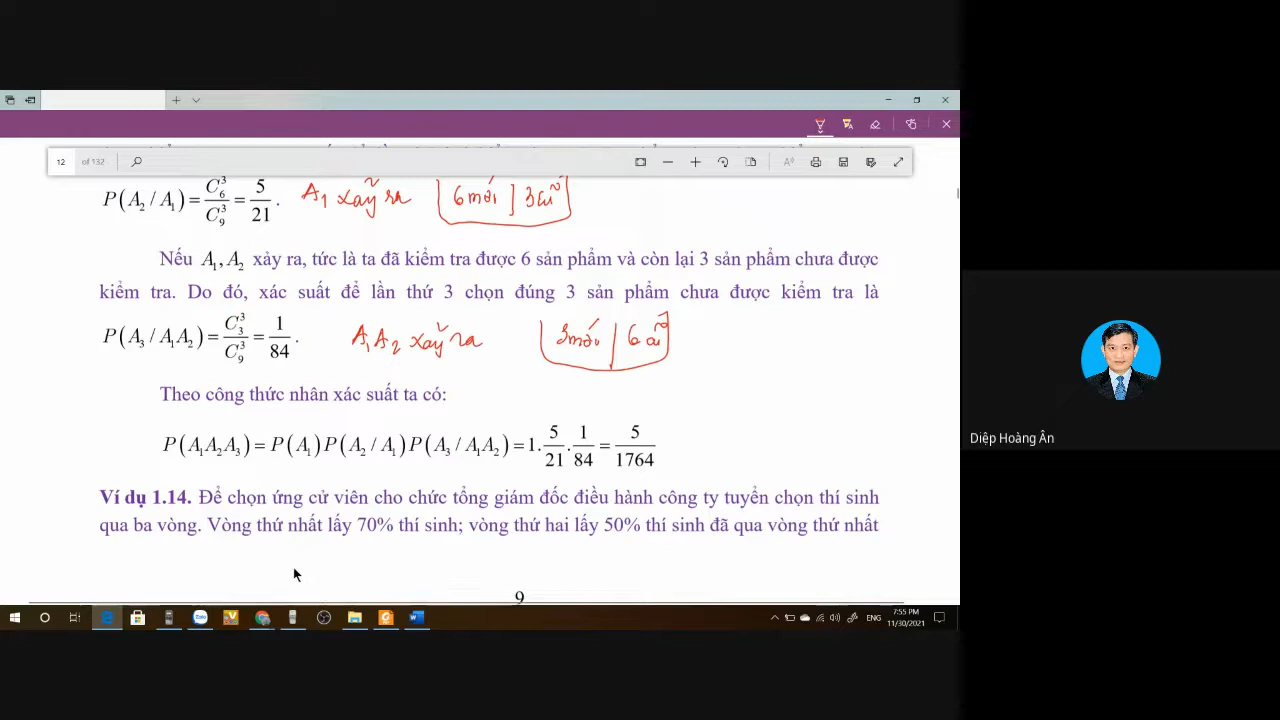 12 of 132
P(A₂ / A₁) = C₆³ / C₉³ = 5/21 . A₁ xảy ra 6 mới | 3 cũ
Nếu A₁, A₂ xảy ra, tức là ta đã kiểm tra được 6 sản phẩm và còn lại 3 sản phẩm chưa được
kiểm tra. Do đó, xác suất để lần thứ 3 chọn đúng 3 sản phẩm chưa được kiểm tra là
P(A₃ / A₁A₂) = C₃³ / C₉³ = 1/84 . A₁A₂ xảy ra 3 mới | 6 cũ
Theo công thức nhân xác suất ta có:
P(A₁A₂A₃) = P(A₁)P(A₂ / A₁)P(A₃ / A₁A₂) = 1. 5/21 . 1/84 = 5/1764
Ví dụ 1.14. Để chọn ứng cử viên cho chức tổng giám đốc điều hành công ty tuyển chọn thí sinh
qua ba vòng. Vòng thứ nhất lấy 70% thí sinh; vòng thứ hai lấy 50% thí sinh đã qua vòng thứ nhất
9
Diệp Hoàng Ân
Zalo
ENG
7:55 PM
11/30/2021